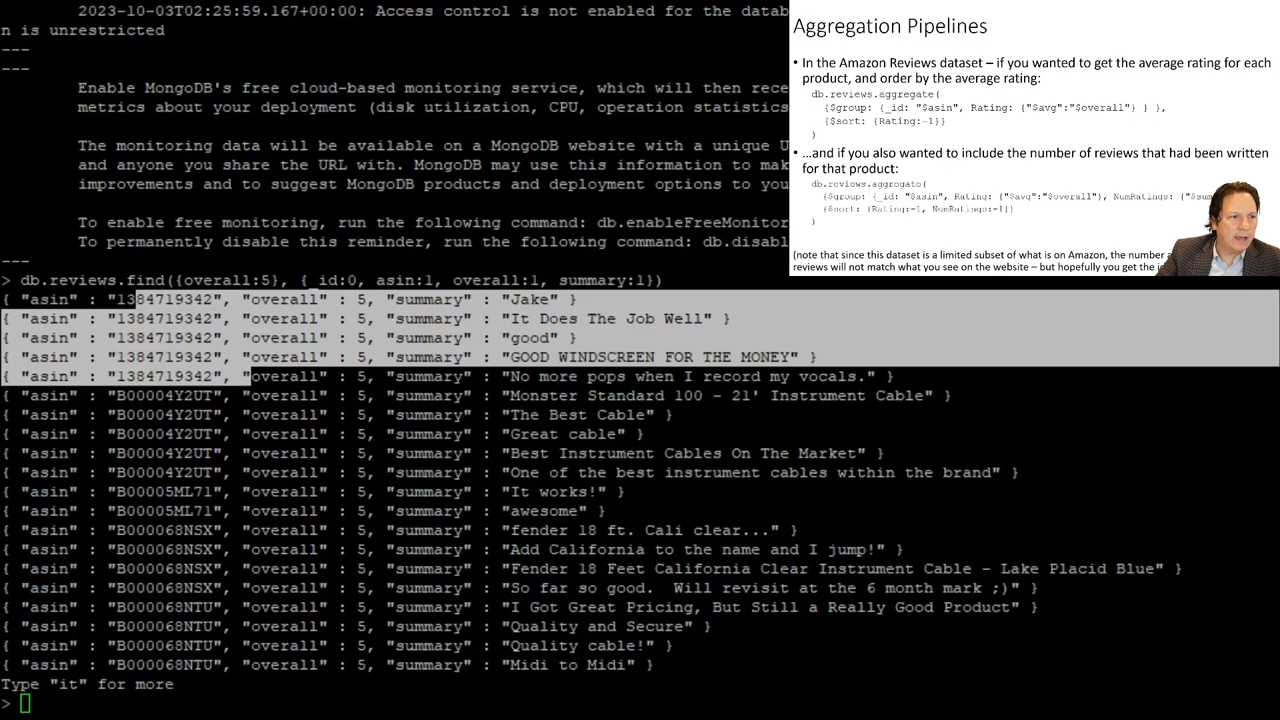 2023-10-03T02:25:59.167+00:00: Access control is not enabled for the datab
n is unrestricted
---
---
Enable MongoDB's free cloud-based monitoring service, which will then rece
metrics about your deployment (disk utilization, CPU, operation statistics
The monitoring data will be available on a MongoDB website with a unique U
and anyone you share the URL with. MongoDB may use this information to mak
improvements and to suggest MongoDB products and deployment options to you
To enable free monitoring, run the following command: db.enableFreeMonitor
To permanently disable this reminder, run the following command: db.disabl
---
> db.reviews.find({overall:5}, {_id:0, asin:1, overall:1, summary:1})
{ "asin" : "1384719342", "overall" : 5, "summary" : "Jake" }
{ "asin" : "1384719342", "overall" : 5, "summary" : "It Does The Job Well" }
{ "asin" : "1384719342", "overall" : 5, "summary" : "good" }
{ "asin" : "1384719342", "overall" : 5, "summary" : "GOOD WINDSCREEN FOR THE MONEY" }
{ "asin" : "1384719342", "overall" : 5, "summary" : "No more pops when I record my vocals." }
{ "asin" : "B00004Y2UT", "overall" : 5, "summary" : "Monster Standard 100 - 21' Instrument Cable" }
{ "asin" : "B00004Y2UT", "overall" : 5, "summary" : "The Best Cable" }
{ "asin" : "B00004Y2UT", "overall" : 5, "summary" : "Great cable" }
{ "asin" : "B00004Y2UT", "overall" : 5, "summary" : "Best Instrument Cables On The Market" }
{ "asin" : "B00004Y2UT", "overall" : 5, "summary" : "One of the best instrument cables within the brand" }
{ "asin" : "B00005ML71", "overall" : 5, "summary" : "It works!" }
{ "asin" : "B00005ML71", "overall" : 5, "summary" : "awesome" }
{ "asin" : "B000068NSX", "overall" : 5, "summary" : "fender 18 ft. Cali clear..." }
{ "asin" : "B000068NSX", "overall" : 5, "summary" : "Add California to the name and I jump!" }
{ "asin" : "B000068NSX", "overall" : 5, "summary" : "Fender 18 Feet California Clear Instrument Cable - Lake Placid Blue" }
{ "asin" : "B000068NSX", "overall" : 5, "summary" : "So far so good.  Will revisit at the 6 month mark ;)" }
{ "asin" : "B000068NTU", "overall" : 5, "summary" : "I Got Great Pricing, But Still a Really Good Product" }
{ "asin" : "B000068NTU", "overall" : 5, "summary" : "Quality and Secure" }
{ "asin" : "B000068NTU", "overall" : 5, "summary" : "Quality cable!" }
{ "asin" : "B000068NTU", "overall" : 5, "summary" : "Midi to Midi" }
Type "it" for more
>
Aggregation Pipelines
• In the Amazon Reviews dataset – if you wanted to get the average rating for each
product, and order by the average rating:
db.reviews.aggregate(
{$group: {_id: "$asin", Rating: {"$avg":"$overall"} } },
{$sort: {Rating:-1}}
)
• …and if you also wanted to include the number of reviews that had been written
for that product:
db.reviews.aggregate(
{$group: {_id: "$asin", Rating: {"$avg":"$overall"}, NumRatings: {"$sum
{$sort: {Rating:-1, NumRatings:-1}}
)
(note that since this dataset is a limited subset of what is on Amazon, the number
reviews will not match what you see on the website – but hopefully you get the